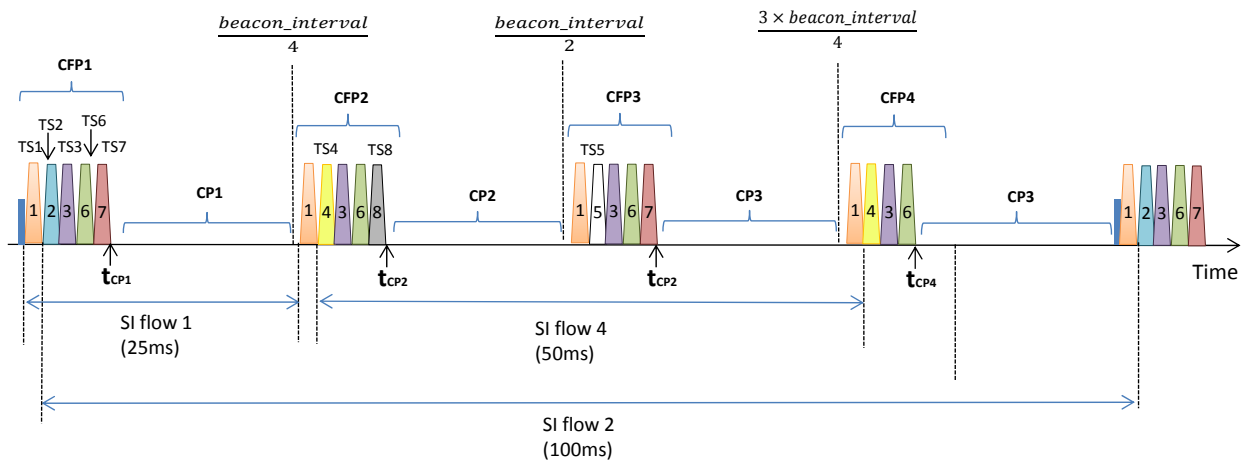 beacon_interval
4
beacon_interval
2
3 × beacon_interval
4
CFP1
CFP2
CFP3
CFP4
TS1
TS2
TS3
TS6
TS7
TS4
TS8
TS5
CP1
CP2
CP3
CP3
1 2 3 6 7
1 4 3 6 8
1 5 3 6 7
1 4 3 6
1 2 3 6 7
tCP1
tCP2
tCP2
tCP4
Time
SI flow 1
(25ms)
SI flow 4
(50ms)
SI flow 2
(100ms)